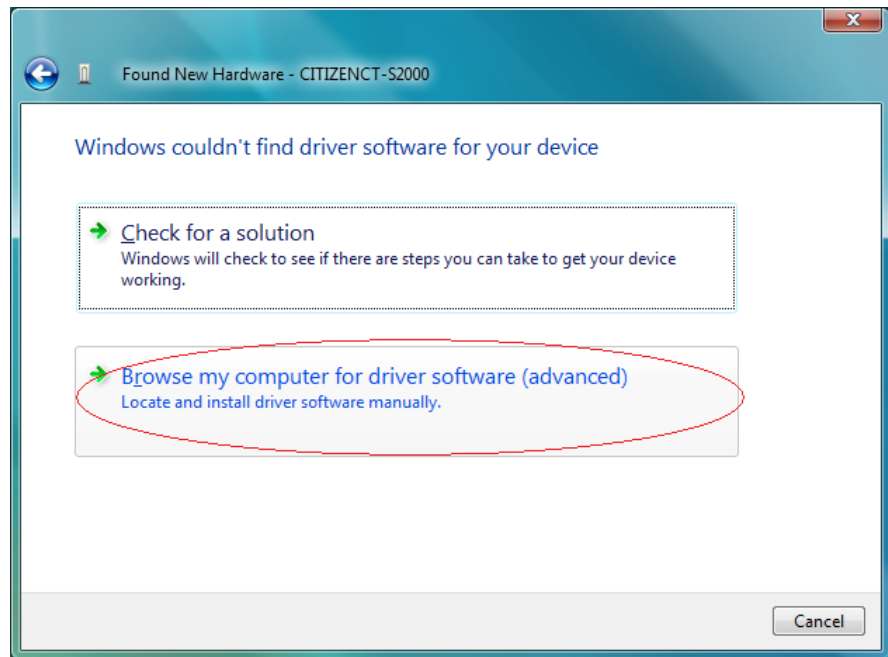 Found New Hardware - CITIZENCT-S2000
Windows couldn't find driver software for your device
Check for a solution
Windows will check to see if there are steps you can take to get your device
working.
Browse my computer for driver software (advanced)
Locate and install driver software manually.
Cancel